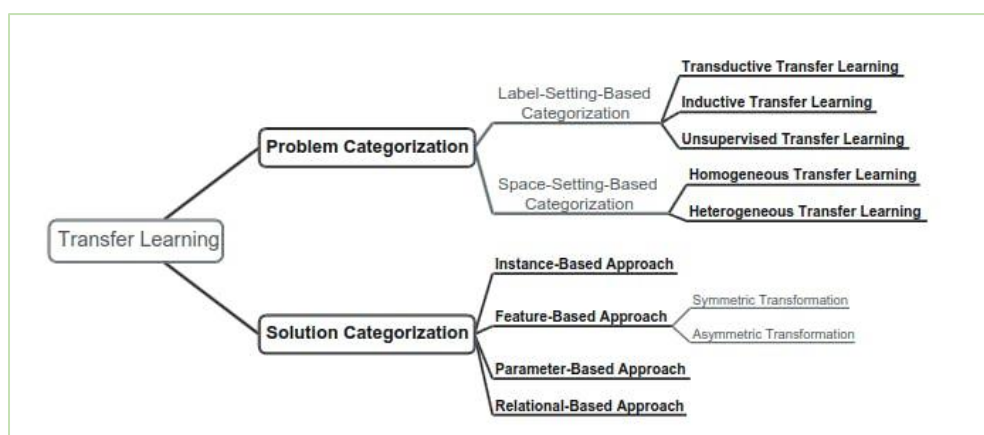 Transfer Learning
Problem Categorization
Label-Setting-Based
Categorization
Transductive Transfer Learning
Inductive Transfer Learning
Unsupervised Transfer Learning
Space-Setting-Based
Categorization
Homogeneous Transfer Learning
Heterogeneous Transfer Learning
Solution Categorization
Instance-Based Approach
Feature-Based Approach
Symmetric Transformation
Asymmetric Transformation
Parameter-Based Approach
Relational-Based Approach